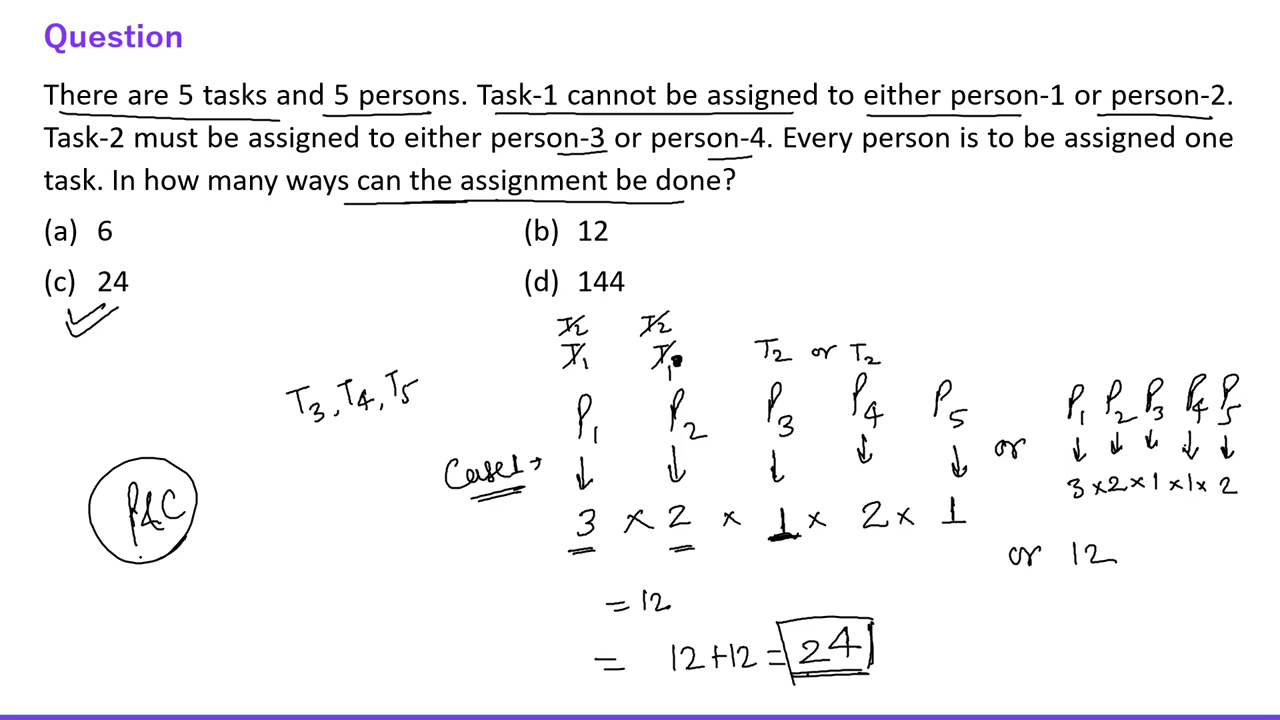 Question
There are 5 tasks and 5 persons. Task-1 cannot be assigned to either person-1 or person-2.
Task-2 must be assigned to either person-3 or person-4. Every person is to be assigned one
task. In how many ways can the assignment be done?
(a) 6
(b) 12
(c) 24
(d) 144
T2 T2
T1 T1 T2 or T2
T3, T4, T5
P1 P2 P3 P4 P5
or P1 P2 P3 P4 P5
Case1 →
3 × 2 × 1 × 1 × 2
P&C
3 × 2 × 1 × 2 × 1
or 12
= 12
= 12+12 = 24